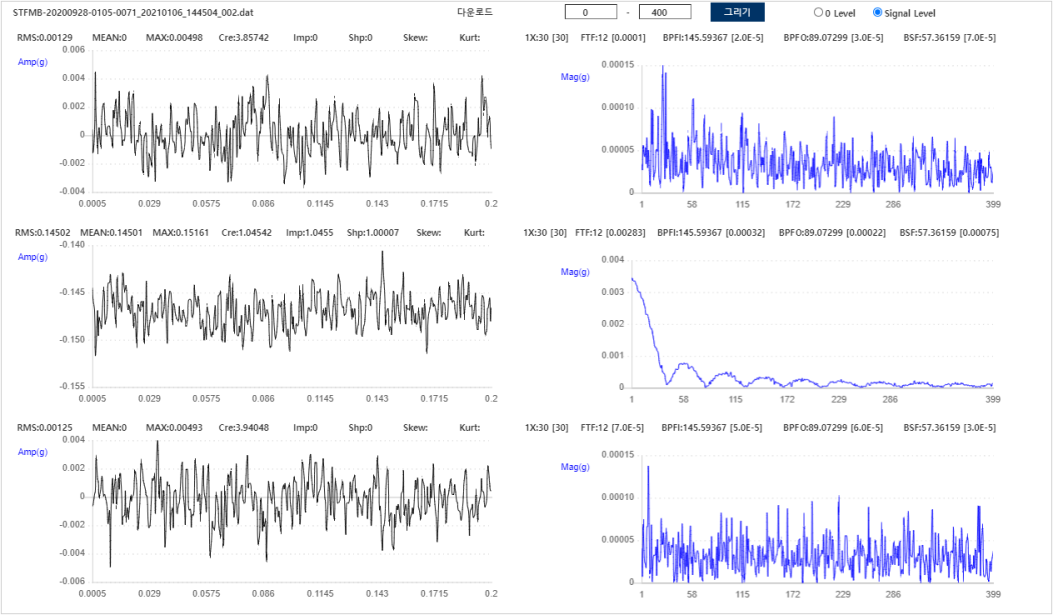 STFMB-20200928-0105-0071_20210106_144504_002.dat 다운로드 0 - 400 그리기 0 Level Signal Level
RMS:0.00129 MEAN:0 MAX:0.00498 Cre:3.85742 Imp:0 Shp:0 Skew: Kurt: 1X:30 [30] FTF:12 [0.0001] BPFI:145.59367 [2.0E-5] BPFO:89.07299 [3.0E-5] BSF:57.36159 [7.0E-5]
Amp(g)
0.006
0.004
0.002
0
-0.002
-0.004
0.0005 0.029 0.0575 0.086 0.1145 0.143 0.1715 0.2
Mag(g)
0.00015
0.00010
0.00005
0
1 58 115 172 229 286 399
RMS:0.14502 MEAN:0.14501 MAX:0.15161 Cre:1.04542 Imp:1.0455 Shp:1.00007 Skew: Kurt: 1X:30 [30] FTF:12 [0.00283] BPFI:145.59367 [0.00032] BPFO:89.07299 [0.00022] BSF:57.36159 [0.00075]
Amp(g)
-0.140
-0.145
-0.150
-0.155
0.0005 0.029 0.0575 0.086 0.1145 0.143 0.1715 0.2
Mag(g)
0.004
0.003
0.002
0.001
0
1 58 115 172 229 286 399
RMS:0.00125 MEAN:0 MAX:0.00493 Cre:3.94048 Imp:0 Shp:0 Skew: Kurt: 1X:30 [30] FTF:12 [7.0E-5] BPFI:145.59367 [5.0E-5] BPFO:89.07299 [6.0E-5] BSF:57.36159 [3.0E-5]
Amp(g)
0.004
0.002
0
-0.002
-0.004
-0.006
0.0005 0.029 0.0575 0.086 0.1145 0.143 0.1715 0.2
Mag(g)
0.00015
0.00010
0.00005
0
1 58 115 172 229 286 399